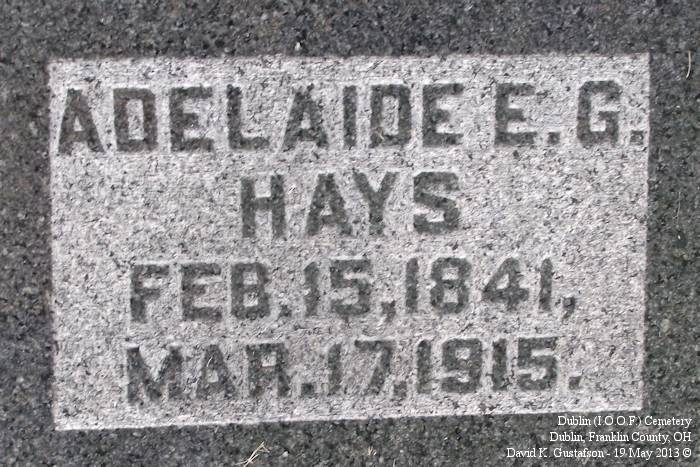 ADELAIDE E. G.
HAYS
FEB. 15, 1841,
MAR. 17, 1915.
Dublin (I O O F) Cemetery
Dublin, Franklin County, OH
David K. Gustafson - 19 May 2013 ©